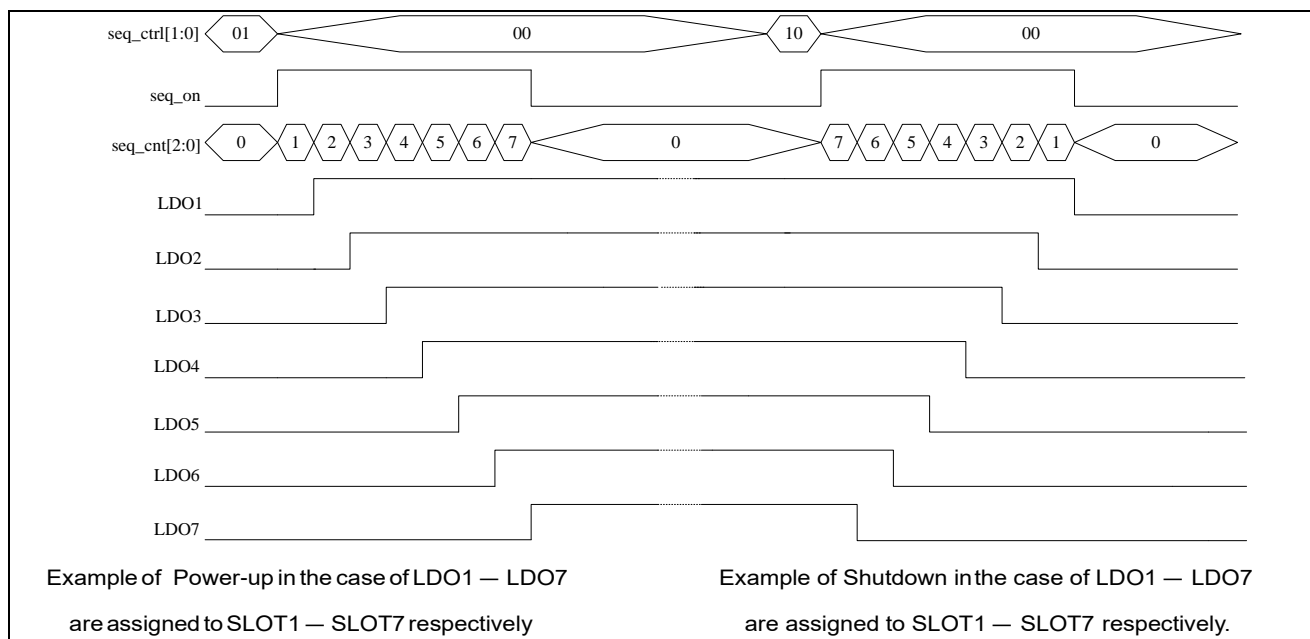 seq_ctrl[1:0] 01 00 10 00
seq_on
seq_cnt[2:0] 0 1 2 3 4 5 6 7 0 7 6 5 4 3 2 1 0
LDO1
LDO2
LDO3
LDO4
LDO5
LDO6
LDO7
Example of Power-up in the case of LDO1 — LDO7
are assigned to SLOT1 — SLOT7 respectively
Example of Shutdown in the case of LDO1 — LDO7
are assigned to SLOT1 — SLOT7 respectively.